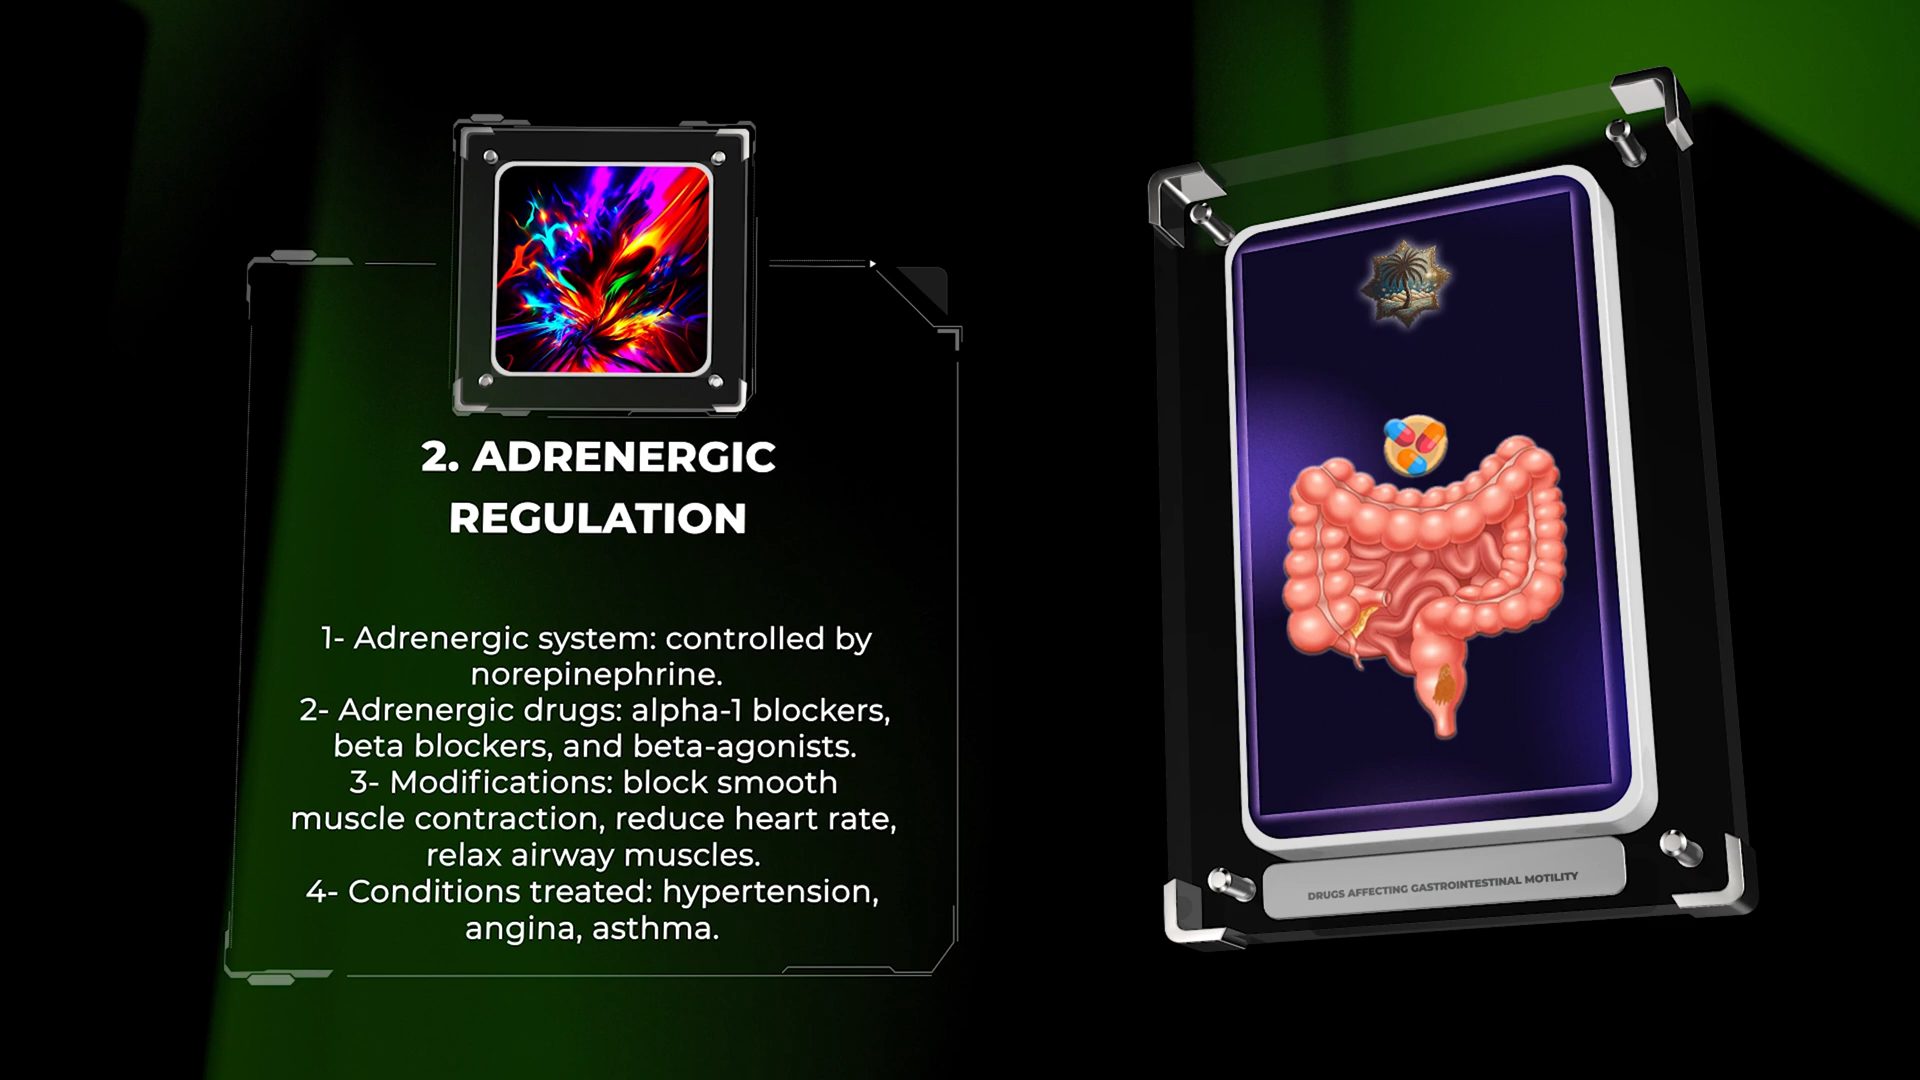 2. ADRENERGIC
REGULATION
1- Adrenergic system: controlled by
norepinephrine.
2- Adrenergic drugs: alpha-1 blockers,
beta blockers, and beta-agonists.
3- Modifications: block smooth
muscle contraction, reduce heart rate,
relax airway muscles.
4- Conditions treated: hypertension,
angina, asthma.
DRUGS AFFECTING GASTROINTESTINAL MOTILITY